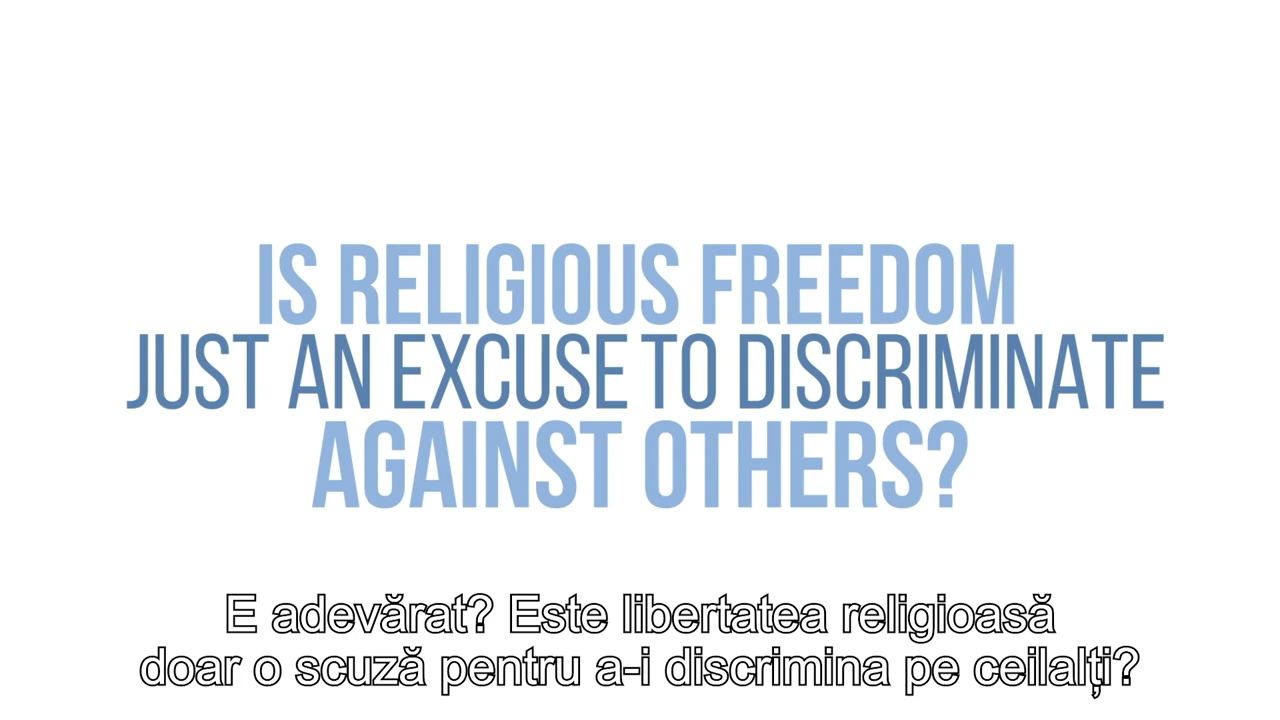 IS RELIGIOUS FREEDOM
JUST AN EXCUSE TO DISCRIMINATE
AGAINST OTHERS?
E adevărat? Este libertatea religioasă
doar o scuză pentru a-i discrimina pe ceilalți?